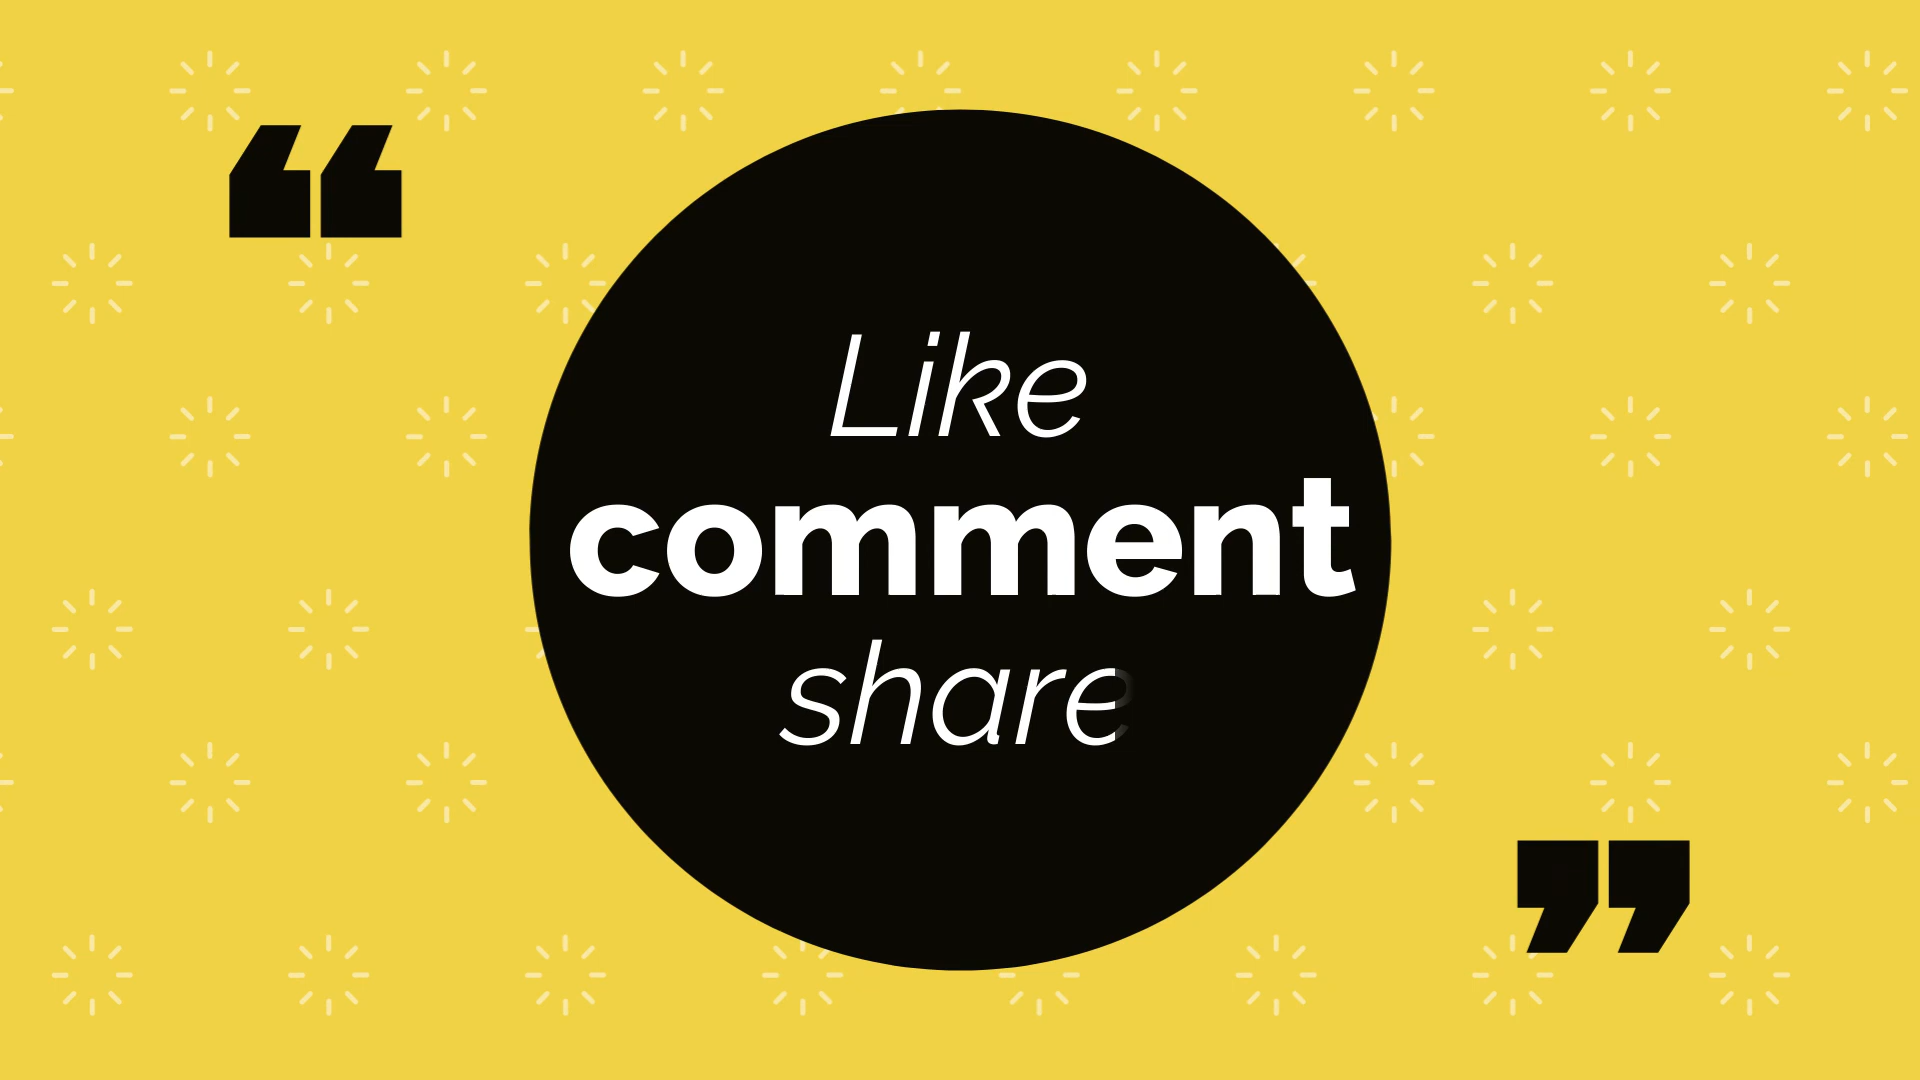 “
Like
comment
share
”